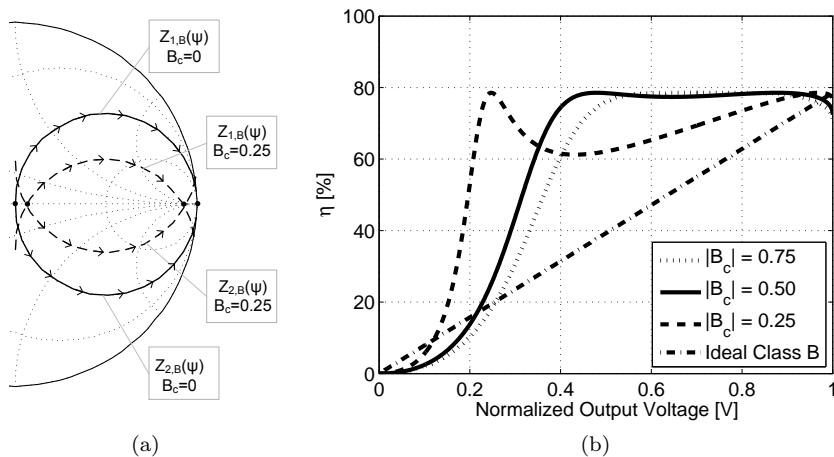 Z1,B(ψ)
Bc=0
Z1,B(ψ)
Bc=0.25
Z2,B(ψ)
Bc=0.25
Z2,B(ψ)
Bc=0
(a)
100
80
60
40
20
0
η [%]
0 0.2 0.4 0.6 0.8 1
Normalized Output Voltage [V]
|Bc| = 0.75
|Bc| = 0.50
|Bc| = 0.25
Ideal Class B
(b)